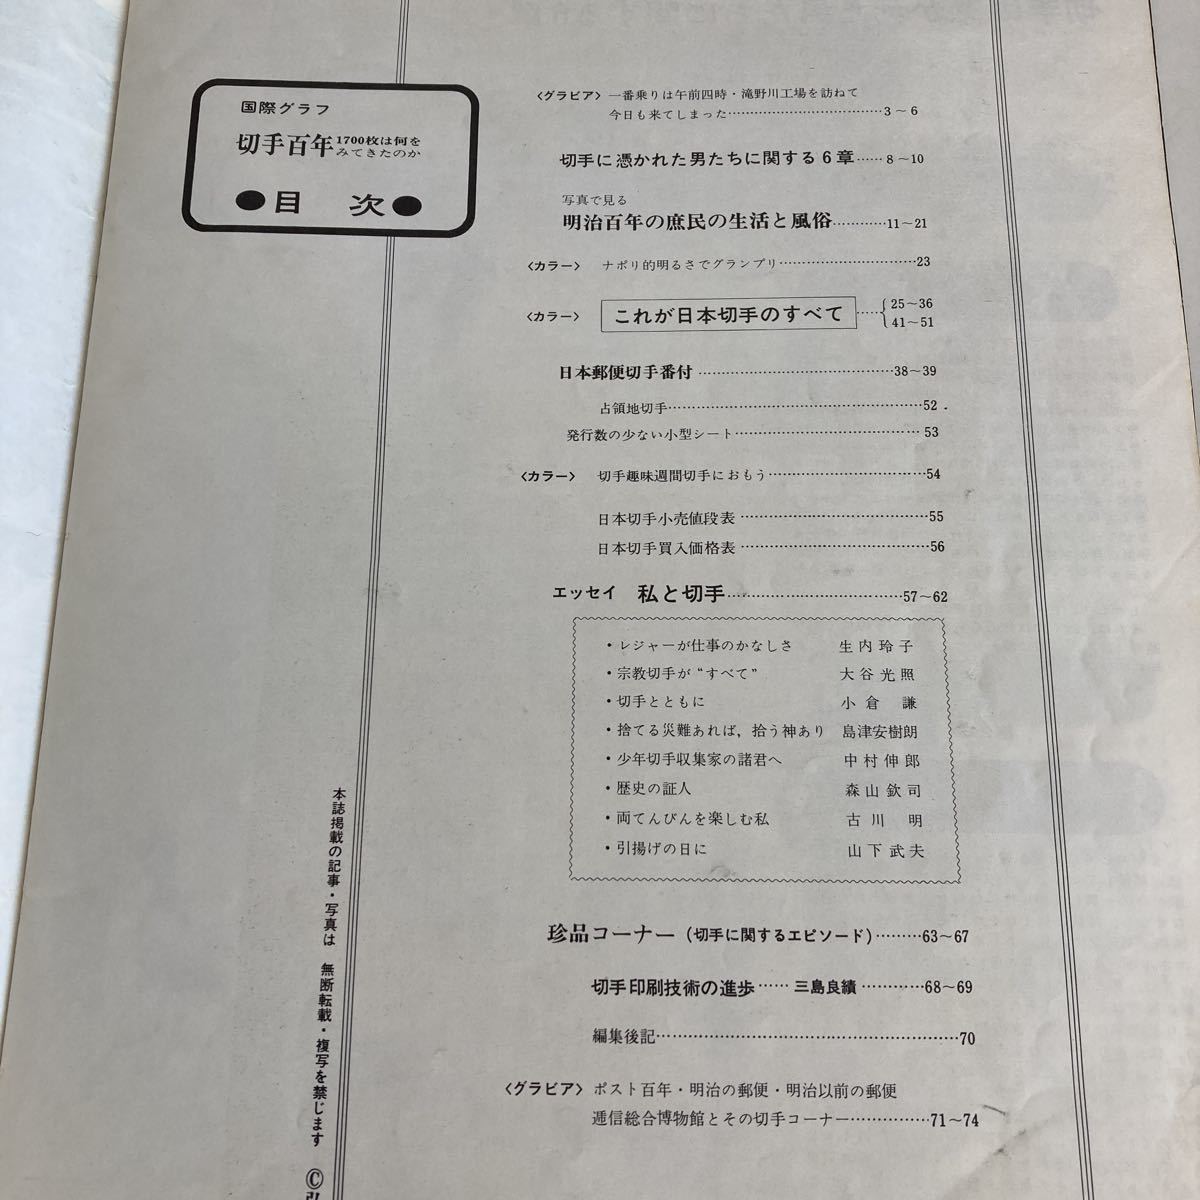 国際グラフ
切手百年 1700枚は何を
みてきたのか
●目 次●
〈グラビア〉 一番乗りは午前四時・滝野川工場を訪ねて
今日も来てしまった………………………3～6
切手に憑かれた男たちに関する6章……8～10
写真で見る
明治百年の庶民の生活と風俗…………11～21
〈カラー〉 ナポリ的明るさでグランプリ…………………………23
〈カラー〉 これが日本切手のすべて……{25～36
41～51
日本郵便切手番付……………………………………38～39
占領地切手………………………………………………52
発行数の少ない小型シート…………………………………53
〈カラー〉 切手趣味週間切手におもう……………………………54
日本切手小売値段表…………………………………55
日本切手買入価格表…………………………………56
エッセイ 私と切手………………………………57～62
・レジャーが仕事のかなしさ 生内玲子
・宗教切手が“すべて” 大谷光照
・切手とともに 小倉 謙
・捨てる災難あれば，拾う神あり 島津安樹朗
・少年切手収集家の諸君へ 中村伸郎
・歴史の証人 森山欽司
・両てんびんを楽しむ私 古川 明
・引揚げの日に 山下武夫
珍品コーナー（切手に関するエピソード）………63～67
切手印刷技術の進歩……三島良績…………68～69
編集後記……………………………………………………70
〈グラビア〉 ポスト百年・明治の郵便・明治以前の郵便
逓信総合博物館とその切手コーナー……………71～74
本誌掲載の記事・写真は 無断転載・複写を禁じます ©弘